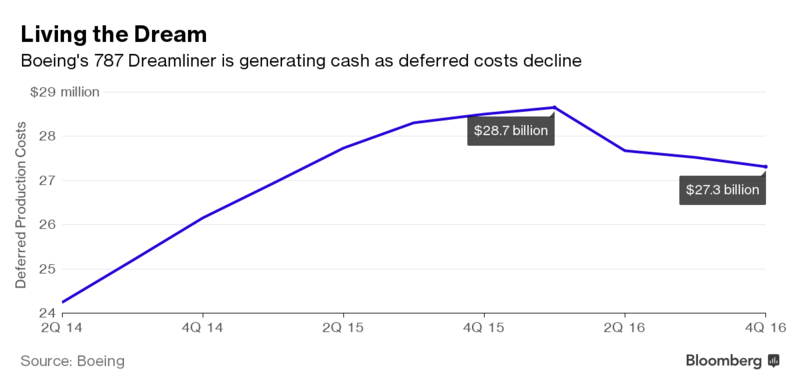 Living the Dream
Boeing's 787 Dreamliner is generating cash as deferred costs decline
$29 million
Deferred Production Costs
28
$28.7 billion
27
$27.3 billion
26
25
24
2Q 14
4Q 14
2Q 15
4Q 15
2Q 16
4Q 16
Source: Boeing
Bloomberg